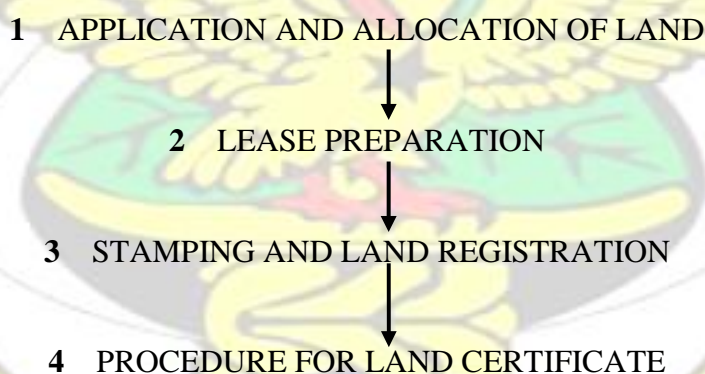 1 APPLICATION AND ALLOCATION OF LAND
2 LEASE PREPARATION
3 STAMPING AND LAND REGISTRATION
4 PROCEDURE FOR LAND CERTIFICATE